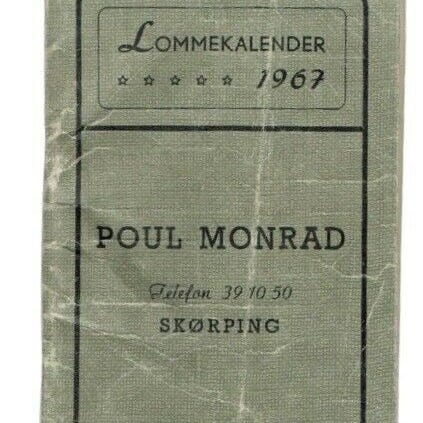 LOMMEKALENDER
☆ ☆ ☆ ☆ ☆ 1967
POUL MONRAD
Telefon 39 10 50
SKØRPING